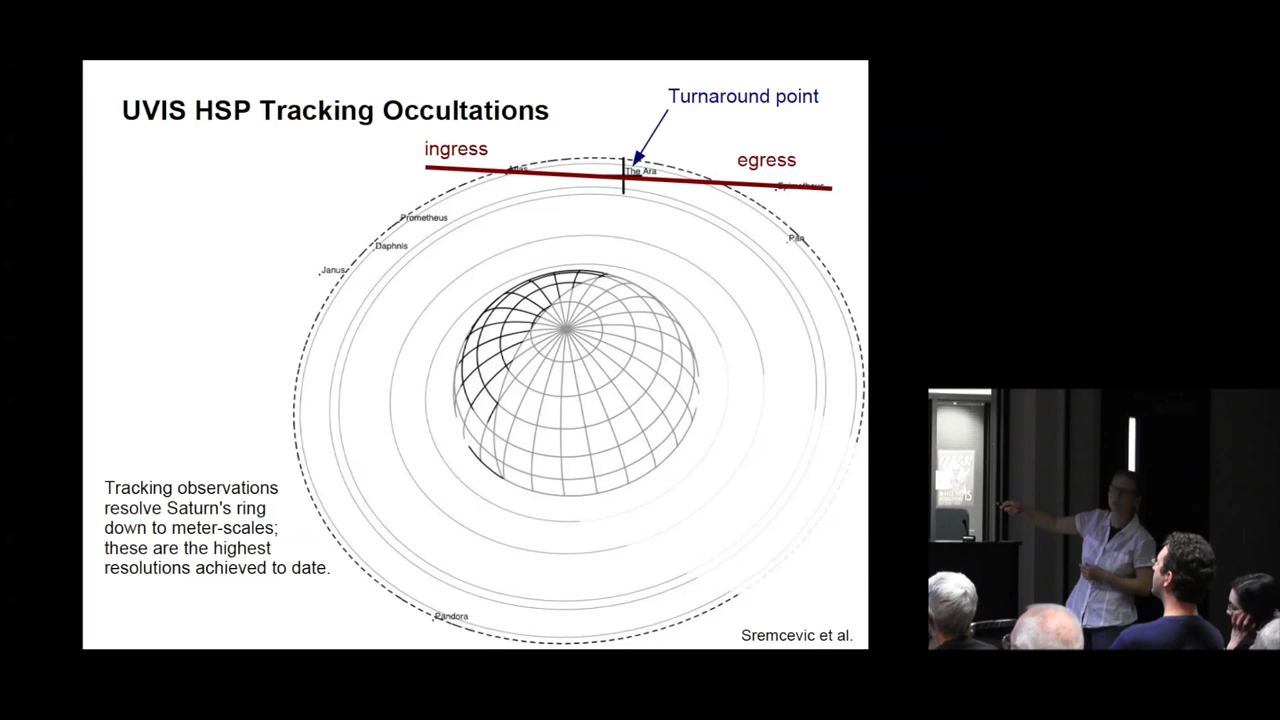 UVIS HSP Tracking Occultations
Turnaround point
ingress
egress
Atlas
The Ara
Epimetheus
Prometheus
Pan
Daphnis
Janus
Tracking observations
resolve Saturn's ring
down to meter-scales;
these are the highest
resolutions achieved to date.
Pandora
Sremcevic et al.